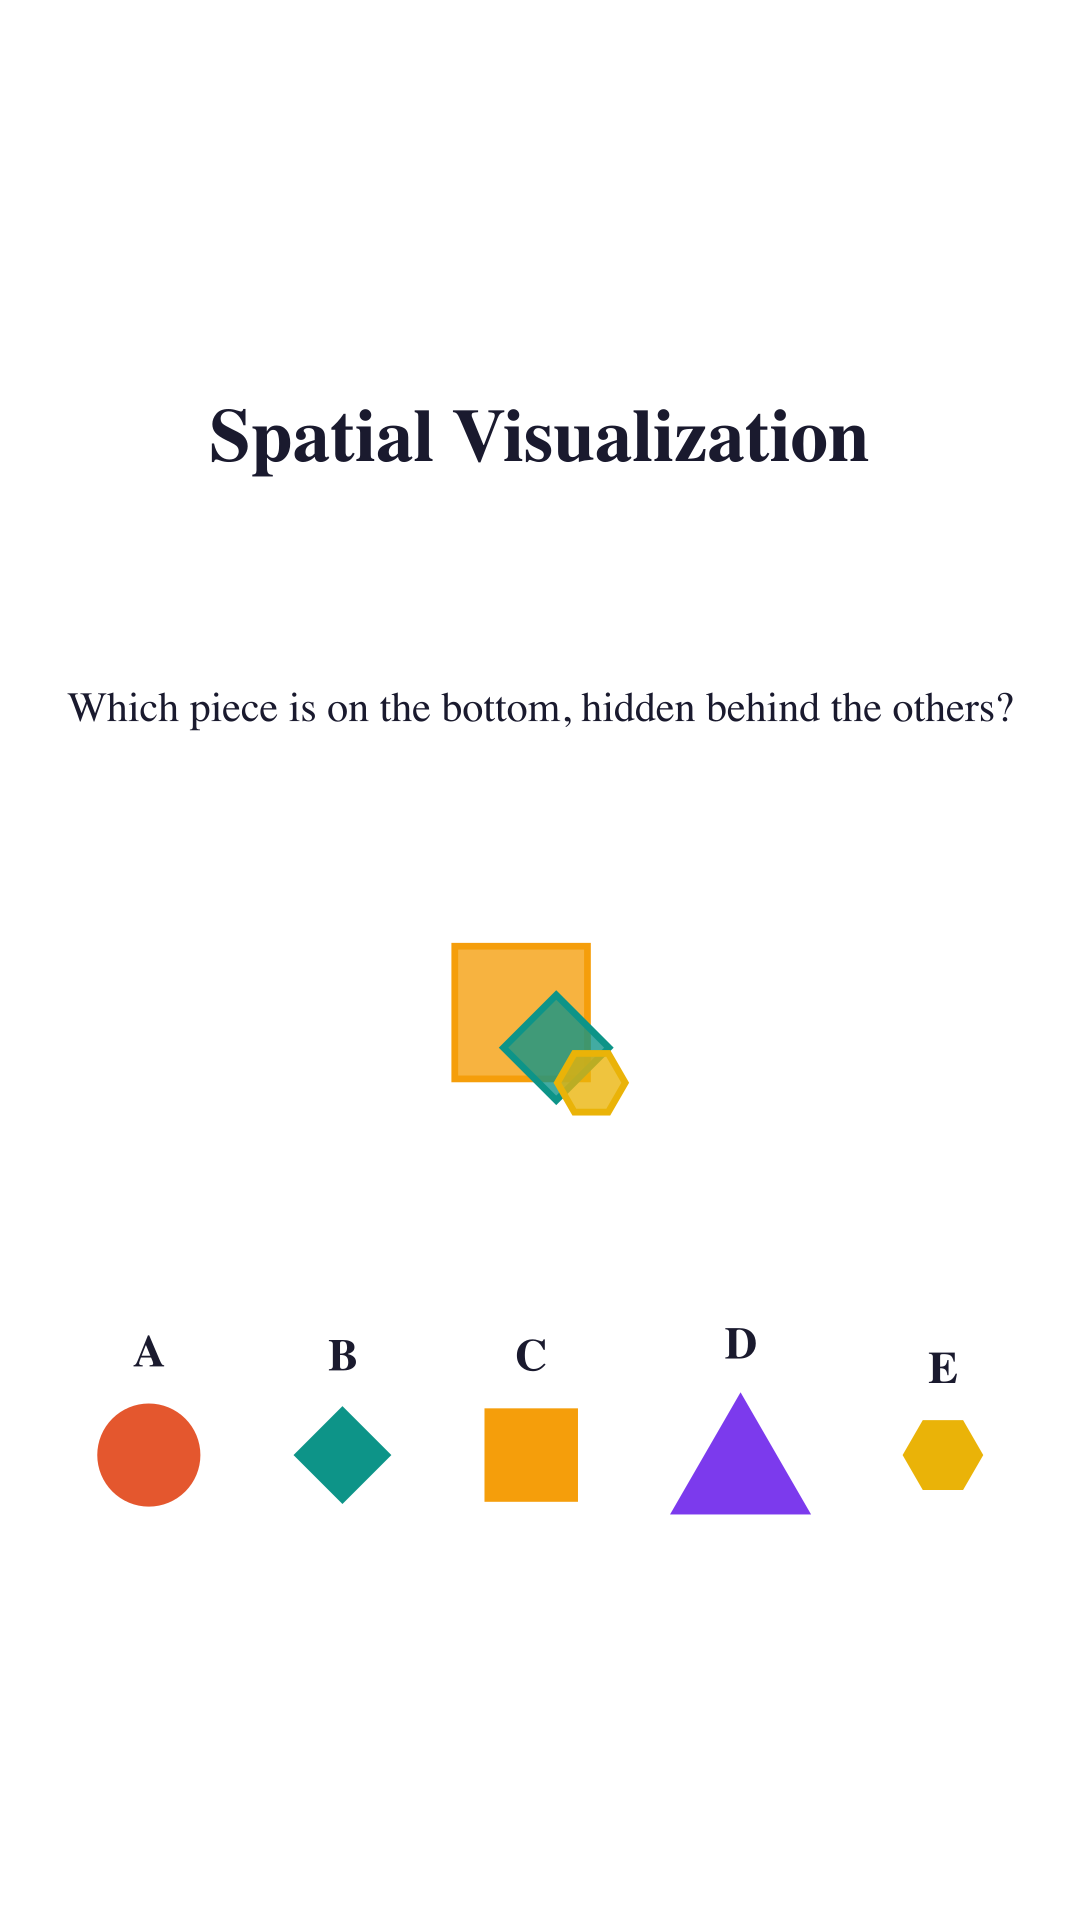 Spatial Visualization
Which piece is on the bottom, hidden behind the others?
A B C D E